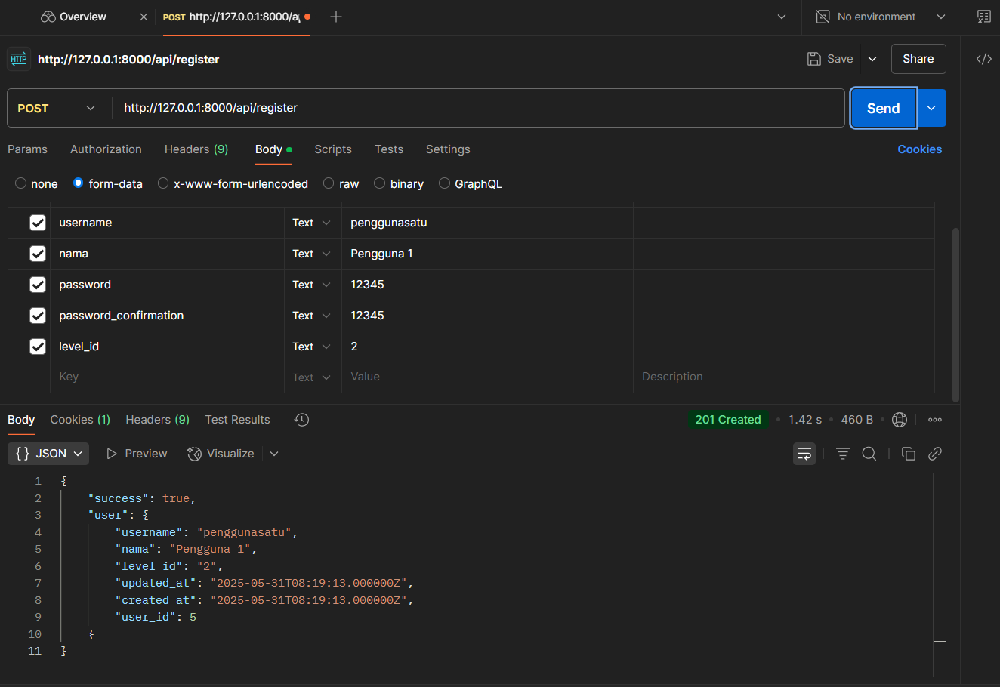 Overview
POST http://127.0.0.1:8000/a
No environment
HTTP http://127.0.0.1:8000/api/register
Save
Share
POST
http://127.0.0.1:8000/api/register
Send
Params Authorization Headers (9) Body Scripts Tests Settings Cookies
none form-data x-www-form-urlencoded raw binary GraphQL
username Text penggunasatu
nama Text Pengguna 1
password Text 12345
password_confirmation Text 12345
level_id Text 2
Key Text Value Description
Body Cookies (1) Headers (9) Test Results 201 Created 1.42 s 460 B
{} JSON Preview Visualize
1 {
2 "success": true,
3 "user": {
4 "username": "penggunasatu",
5 "nama": "Pengguna 1",
6 "level_id": "2",
7 "updated_at": "2025-05-31T08:19:13.000000Z",
8 "created_at": "2025-05-31T08:19:13.000000Z",
9 "user_id": 5
10 }
11 }